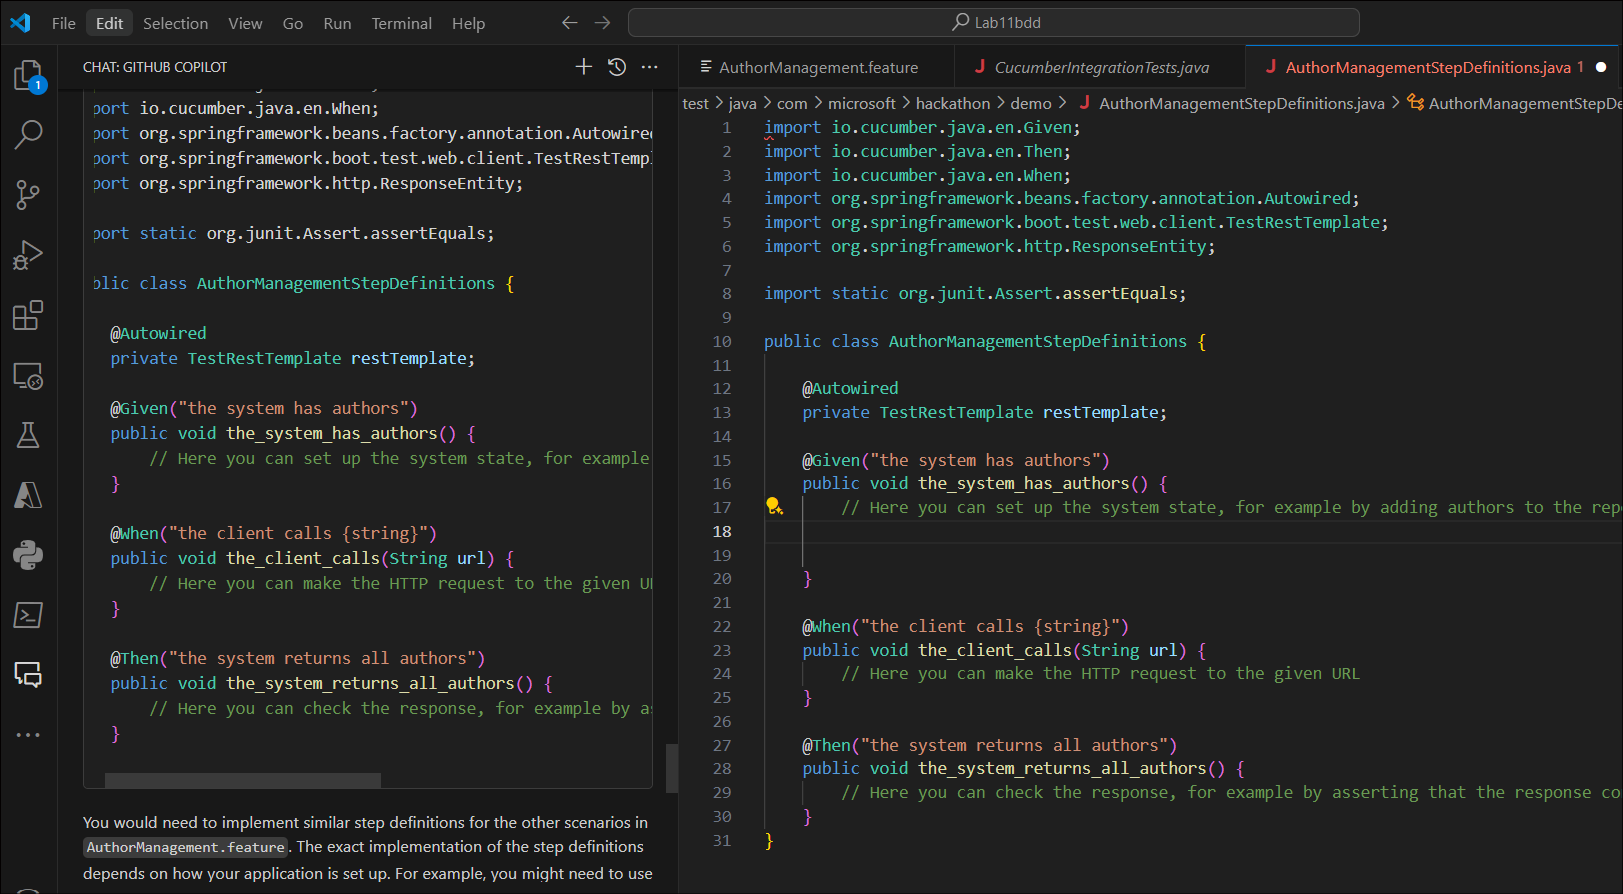 File Edit Selection View Go Run Terminal Help
Lab11bdd
1
CHAT: GITHUB COPILOT
port io.cucumber.java.en.When;
port org.springframework.beans.factory.annotation.Autowired
port org.springframework.boot.test.web.client.TestRestTempl
port org.springframework.http.ResponseEntity;
port static org.junit.Assert.assertEquals;
blic class AuthorManagementStepDefinitions {
@Autowired
private TestRestTemplate restTemplate;
@Given("the system has authors")
public void the_system_has_authors() {
// Here you can set up the system state, for example
}
@When("the client calls {string}")
public void the_client_calls(String url) {
// Here you can make the HTTP request to the given UR
}
@Then("the system returns all authors")
public void the_system_returns_all_authors() {
// Here you can check the response, for example by as
}
You would need to implement similar step definitions for the other scenarios in
AuthorManagement.feature. The exact implementation of the step definitions
depends on how your application is set up. For example, you might need to use
AuthorManagement.feature
CucumberIntegrationTests.java
AuthorManagementStepDefinitions.java 1
test > java > com > microsoft > hackathon > demo > AuthorManagementStepDefinitions.java > AuthorManagementStepDe
1 import io.cucumber.java.en.Given;
2 import io.cucumber.java.en.Then;
3 import io.cucumber.java.en.When;
4 import org.springframework.beans.factory.annotation.Autowired;
5 import org.springframework.boot.test.web.client.TestRestTemplate;
6 import org.springframework.http.ResponseEntity;
7
8 import static org.junit.Assert.assertEquals;
9
10 public class AuthorManagementStepDefinitions {
11
12 @Autowired
13 private TestRestTemplate restTemplate;
14
15 @Given("the system has authors")
16 public void the_system_has_authors() {
17 // Here you can set up the system state, for example by adding authors to the repo
18
19
20 }
21
22 @When("the client calls {string}")
23 public void the_client_calls(String url) {
24 // Here you can make the HTTP request to the given URL
25 }
26
27 @Then("the system returns all authors")
28 public void the_system_returns_all_authors() {
29 // Here you can check the response, for example by asserting that the response co
30 }
31 }